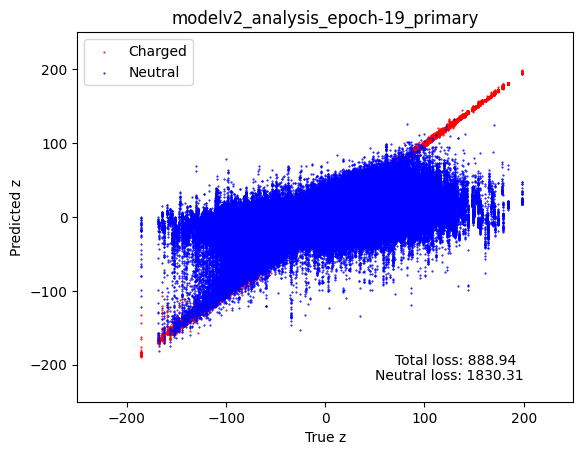 modelv2_analysis_epoch-19_primary
Charged
Neutral
200
100
0
−100
−200
Predicted z
Total loss: 888.94
Neutral loss: 1830.31
−200
−100
0
100
200
True z